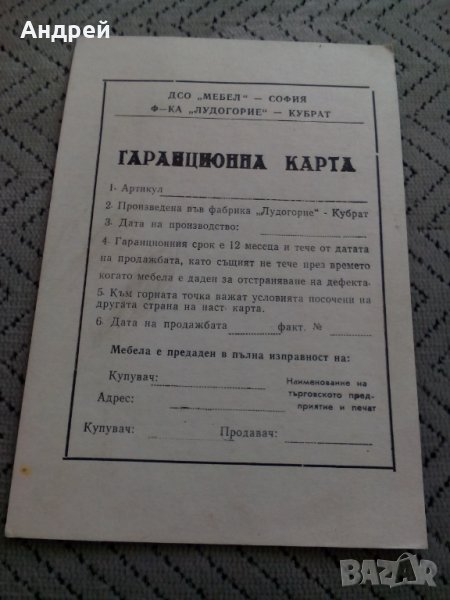 Андрей
ДСО „МЕБЕЛ" — СОФИЯ
Ф—КА „ЛУДОГОРИЕ" — КУБРАТ
ГАРАНЦИОННА КАРТА
1- Артикул
2. Произведена във фабрика „Лудогорие" - Кубрат
3. Дата на производство:
4. Гаранционния срок е 12 месеца и тече от датата
на продажбата, като същият не тече през времето
когато мебела е даден за отстраняване на дефекта.
5. Към горната точка важат условията посочени на
другата страна на наст. карта.
6. Дата на продажбата факт. №
Мебела е предаден в пълна изправност на:
Купувач:
Адрес:
Наименование на
търговското пред-
приятие и печат
Купувач: Продавач:
BAZAR